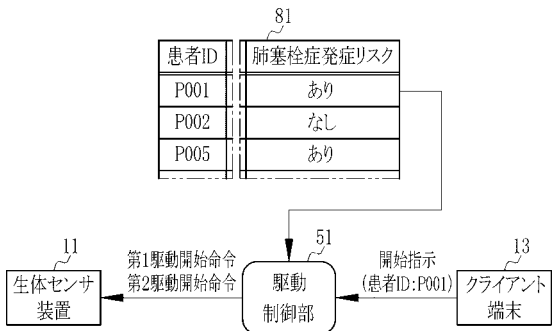 81
患者ID 肺塞栓症発症リスク
P001 あり
P002 なし
P005 あり
11
第1駆動開始命令
第2駆動開始命令
51
開始指示
(患者ID:P001)
13
生体センサ
装置
駆動
制御部
クライアント
端末